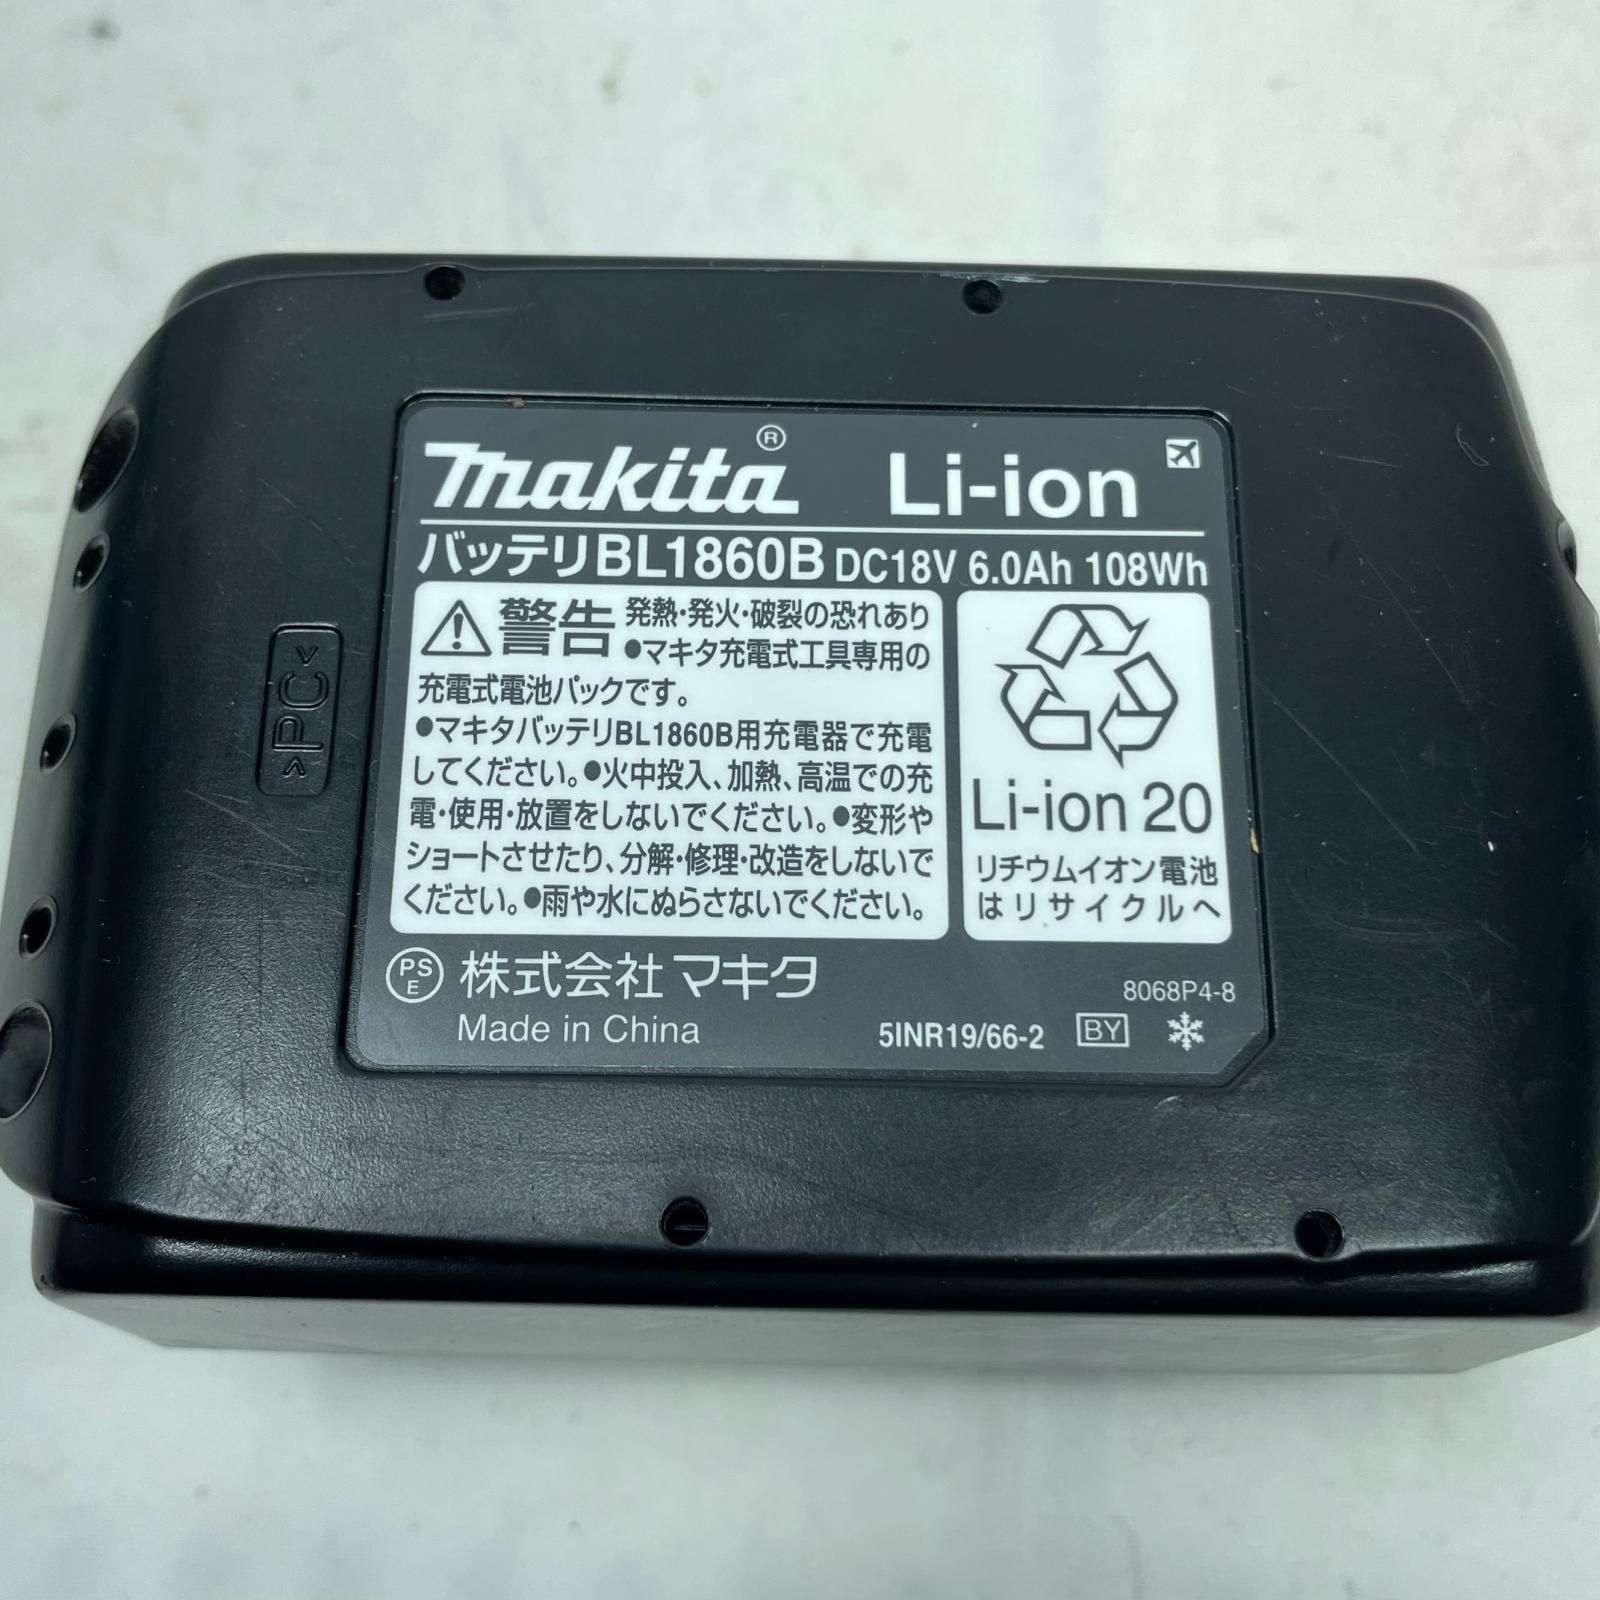 makita® Li-ion
バッテリBL1860B DC18V 6.0Ah 108Wh
警告 発熱・発火・破裂の恐れあり
●マキタ充電式工具専用の
充電式電池パックです。
●マキタバッテリBL1860B用充電器で充電
してください。●火中投入、加熱、高温での充
電・使用・放置をしないでください。●変形や
ショートさせたり、分解・修理・改造をしないで
ください。●雨や水にぬらさないでください。
Li-ion 20
リチウムイオン電池
はリサイクルへ
PS
E
株式会社マキタ
8068P4-8
Made in China
5INR19/66-2 BY
>PC<